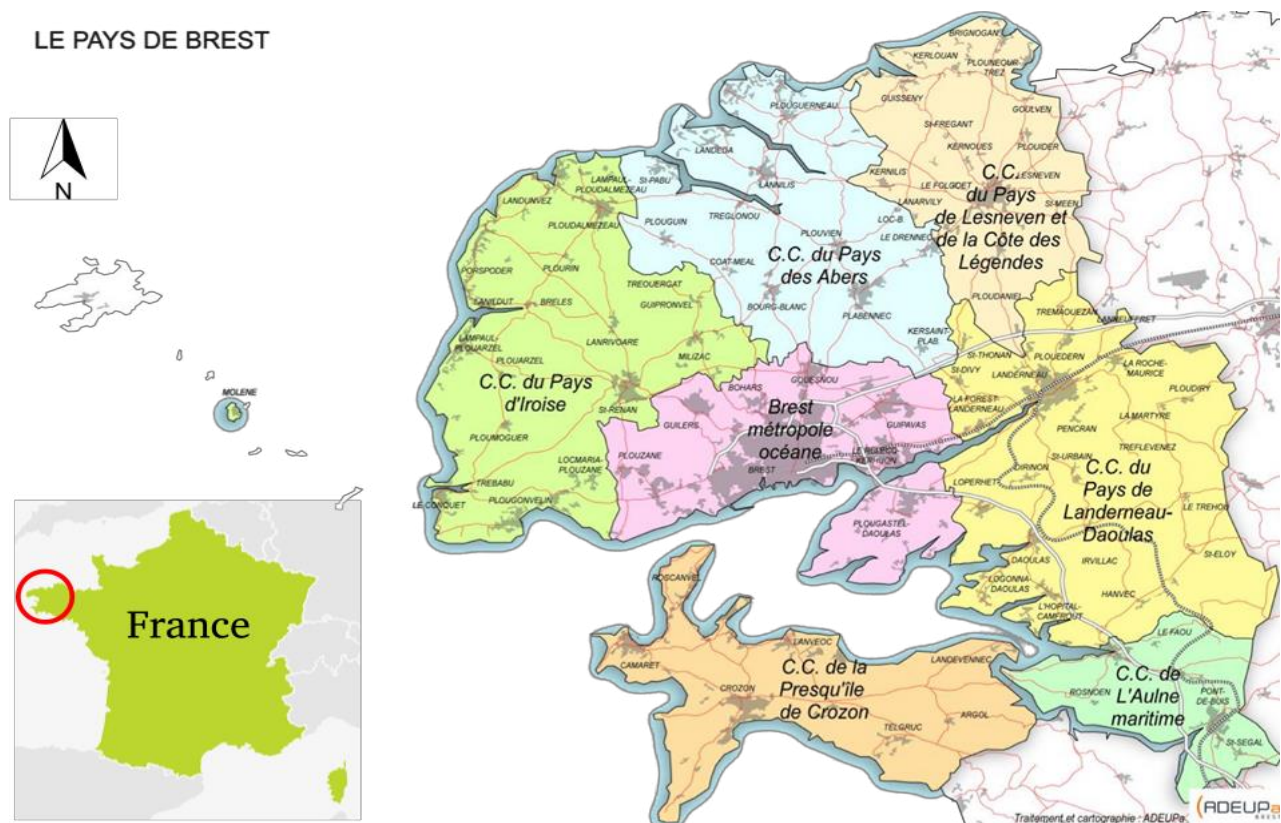 LE PAYS DE BREST
N
MOLENE
France
BRIGNOGAN
KERLOUAN
PLOUNEOUR-
TREZ
GUISSENY
GOULVEN
ST-FREGANT
KERNOUES
PLOUIDER
KERNILIS
LE FOLGOET
LESNEVEN
LANARVILY
ST-MEEN
C.C.
du Pays
de Lesneven et
de la Côte des
Légendes
PLOUDANIEL
PLOUGUERNEAU
LANDEDA
LANNILIS
ST-PABU
TREGLONOU
PLOUGUIN
LOC-B.
PLOUVIEN
LE DRENNEC
COAT-MEAL
C.C. du Pays
des Abers
BOURG-BLANC
PLABENNEC
KERSAINT-
PLAB.
LAMPAUL-
PLOUDALMEZEAU
LANDUNVEZ
PLOUDALMEZEAU
PORSPODER
PLOURIN
TREOUERGAT
LANILDUT
BRELES
GUIPRONVEL
LAMPAUL-
PLOUARZEL
LANRIVOARE
PLOUARZEL
MILIZAC
C.C. du Pays
d'Iroise
ST-RENAN
PLOUMOGUER
LOCMARIA-
PLOUZANE
TREBABU
LE CONQUET
PLOUGONVELIN
BOHARS
GOUESNOU
Brest
métropole
océane
GUILERS
GUIPAVAS
PLOUZANE
LE RELECQ
KERHUON
BREST
PLOUGASTEL
DAOULAS
TREMAOUEZAN
LANNEUFFRET
ST-THONAN
PLOUEDERN
ST-DIVY
LANDERNEAU
LA ROCHE-
MAURICE
PLOUDIRY
LA FOREST-
LANDERNEAU
LA MARTYRE
PENCRAN
TREFLEVENEZ
ST-URBAIN
DIRINON
LOPERHET
C.C. du
Pays de
Landerneau-
Daoulas
LE TREHOU
ST-ELOY
DAOULAS
IRVILLAC
LOGONNA-
DAOULAS
HANVEC
L'HOPITAL-
CAMFROUT
ROSCANVEL
LANVEOC
CAMARET
LANDEVENNEC
C.C. de la
Presqu'île
de Crozon
CROZON
ARGOL
TELGRUC
LE-FAOU
C.C. de
L'Aulne
maritime
ROSNOEN
PONT-
DE-BUIS
ST-SEGAL
Traitement et cartographie : ADEUPa
ADEUPa
BREST